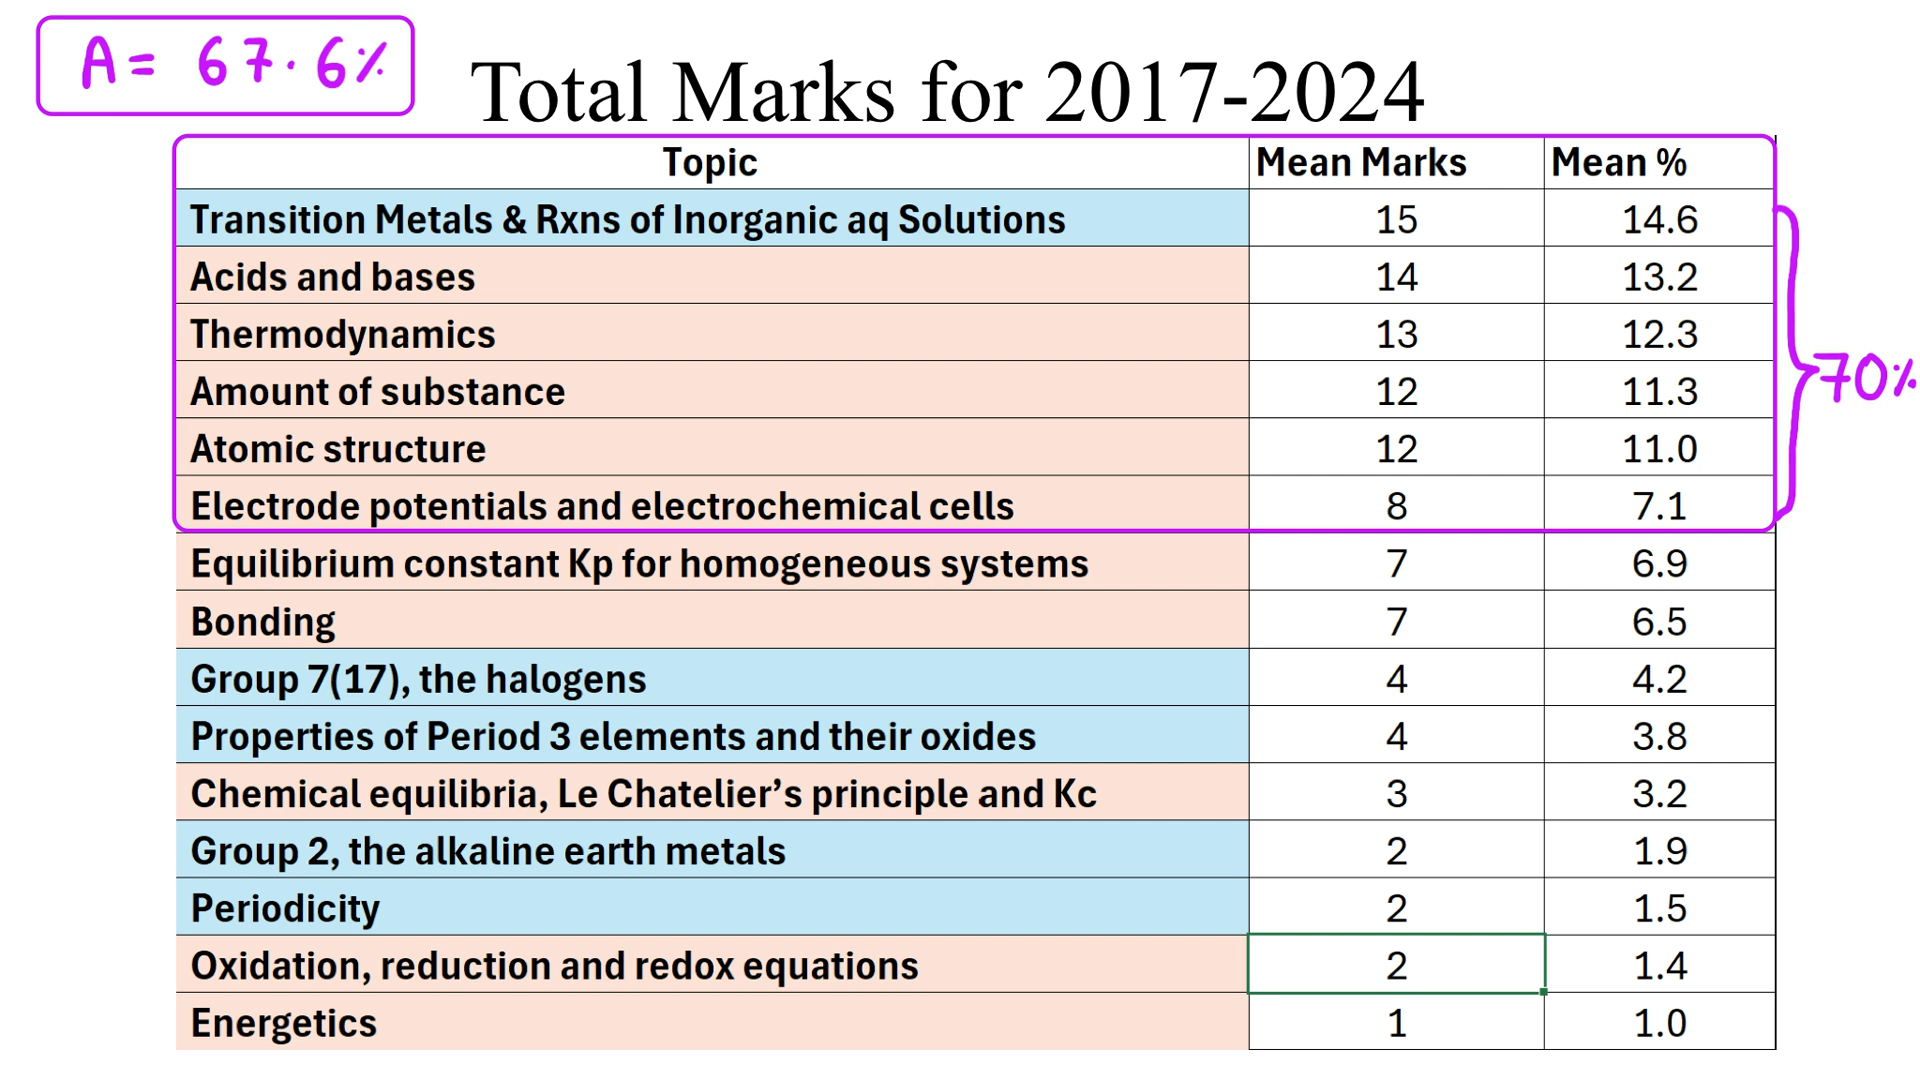 A = 67.6%
Total Marks for 2017-2024
Topic Mean Marks Mean %
Transition Metals & Rxns of Inorganic aq Solutions 15 14.6
Acids and bases 14 13.2
Thermodynamics 13 12.3
Amount of substance 12 11.3
Atomic structure 12 11.0
Electrode potentials and electrochemical cells 8 7.1
70%
Equilibrium constant Kp for homogeneous systems 7 6.9
Bonding 7 6.5
Group 7(17), the halogens 4 4.2
Properties of Period 3 elements and their oxides 4 3.8
Chemical equilibria, Le Chatelier’s principle and Kc 3 3.2
Group 2, the alkaline earth metals 2 1.9
Periodicity 2 1.5
Oxidation, reduction and redox equations 2 1.4
Energetics 1 1.0